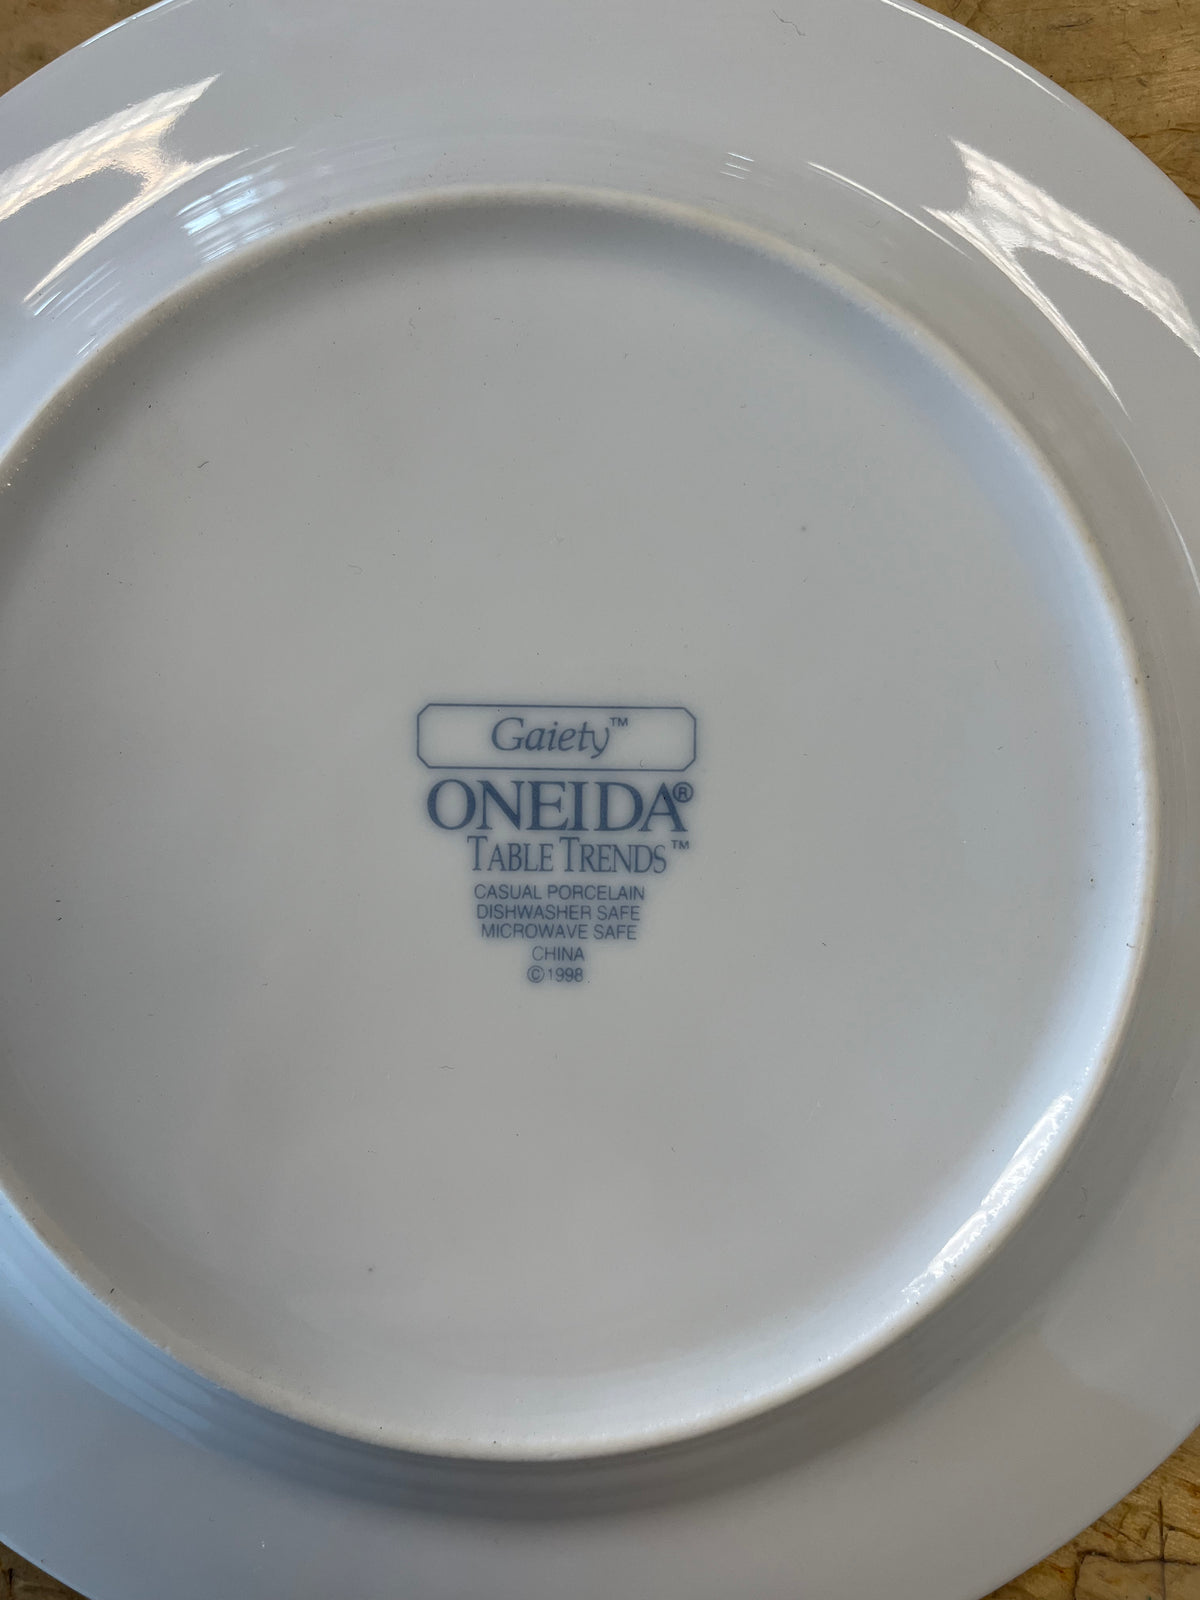 Gaiety™
ONEIDA®
TABLE TRENDS™
CASUAL PORCELAIN
DISHWASHER SAFE
MICROWAVE SAFE
CHINA
©1998